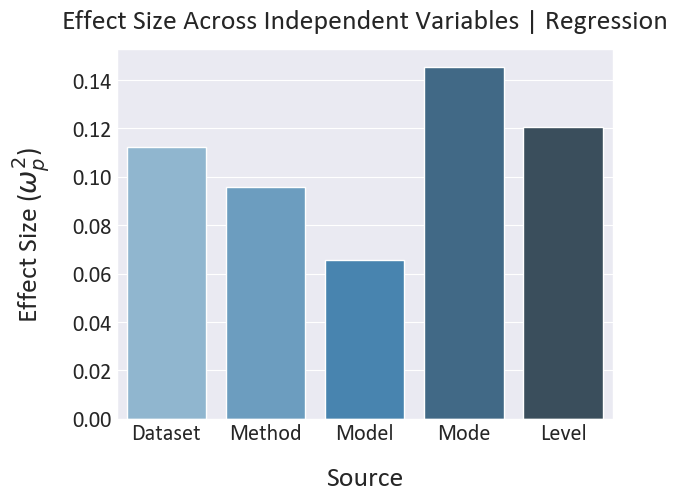 Effect Size Across Independent Variables | Regression
Effect Size (ω²ₚ)
0.14
0.12
0.10
0.08
0.06
0.04
0.02
0.00
Dataset Method Model Mode Level
Source